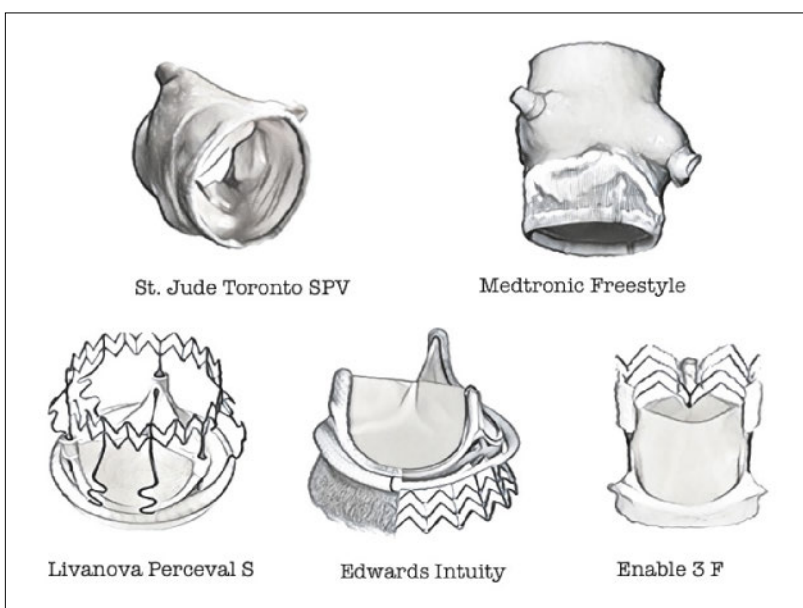 St. Jude Toronto SPV
Medtronic Freestyle
Livanova Perceval S
Edwards Intuity
Enable 3 F